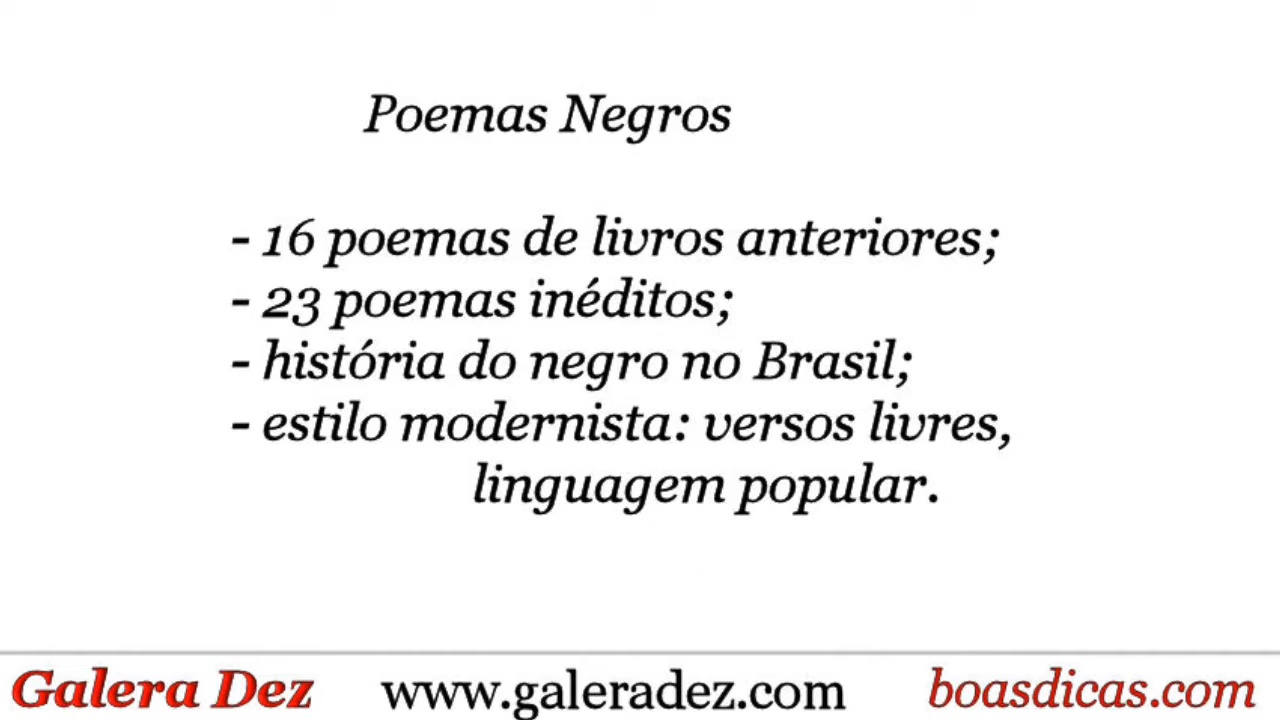 Poemas Negros
- 16 poemas de livros anteriores;
- 23 poemas inéditos;
- história do negro no Brasil;
- estilo modernista: versos livres,
linguagem popular.
Galera Dez www.galeradez.com boasdicas.com